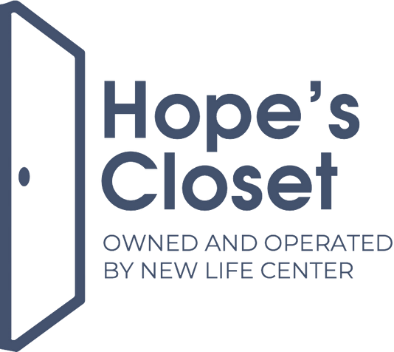 Hope's
Closet
OWNED AND OPERATED
BY NEW LIFE CENTER